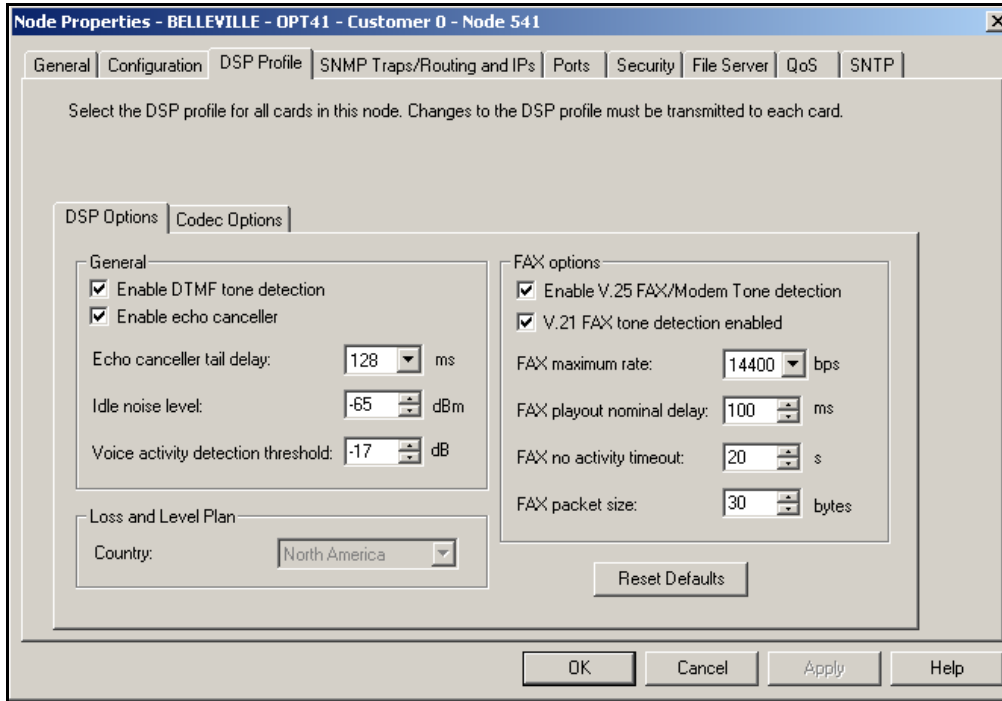 Node Properties - BELLEVILLE - OPT41 - Customer 0 - Node 541
General Configuration DSP Profile SNMP Traps/Routing and IPs Ports Security File Server QoS SNTP
Select the DSP profile for all cards in this node. Changes to the DSP profile must be transmitted to each card.
DSP Options Codec Options
General
Enable DTMF tone detection
Enable echo canceller
Echo canceller tail delay: 128 ms
Idle noise level: -65 dBm
Voice activity detection threshold: -17 dB
Loss and Level Plan
Country: North America
FAX options
Enable V.25 FAX/Modem Tone detection
V.21 FAX tone detection enabled
FAX maximum rate: 14400 bps
FAX playout nominal delay: 100 ms
FAX no activity timeout: 20 s
FAX packet size: 30 bytes
Reset Defaults
OK Cancel Apply Help